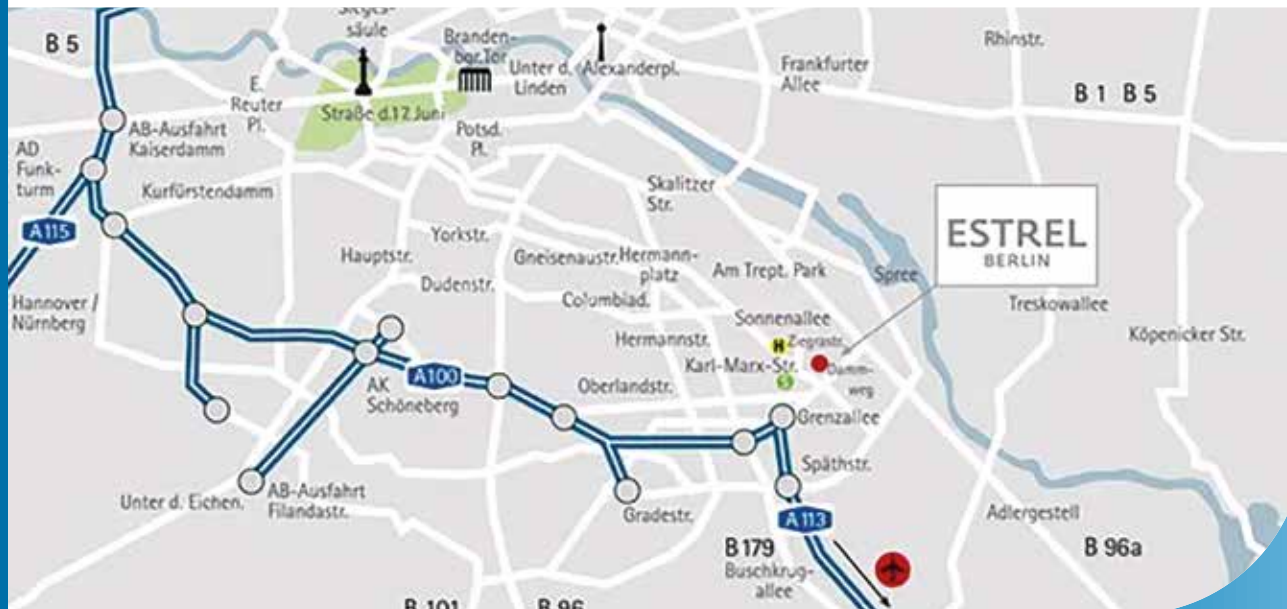 Sieges-
säule
B 5
Branden-
bgr.Tor
Unter d.
Linden
Alexanderpl.
Frankfurter
Allee
Rhinstr.
B 1 B 5
E.
Reuter
Pl.
Straße d.17. Juni
Potsd.
Pl.
AB-Ausfahrt
Kaiserdamm
AD
Funk-
turm
Kurfürstendamm
Skalitzer
Str.
A115
Hauptstr.
Yorkstr.
Gneisenaustr.
Hermann-
platz
Am Trept. Park
Spree
ESTREL
BERLIN
Dudenstr.
Columbiad.
Hannover /
Nürnberg
Treskowallee
Sonnenallee
Hermannstr.
H Ziegrastr.
Köpenicker Str.
Karl-Marx-Str.
S
Damm-
weg
A100
AK
Schöneberg
Oberlandstr.
Grenzallee
Späthstr.
Unter d. Eichen.
AB-Ausfahrt
Filandastr.
Gradestr.
A113
Adlergestell
B 179
Buschkrug-
allee
B 96a
B 101
B 96